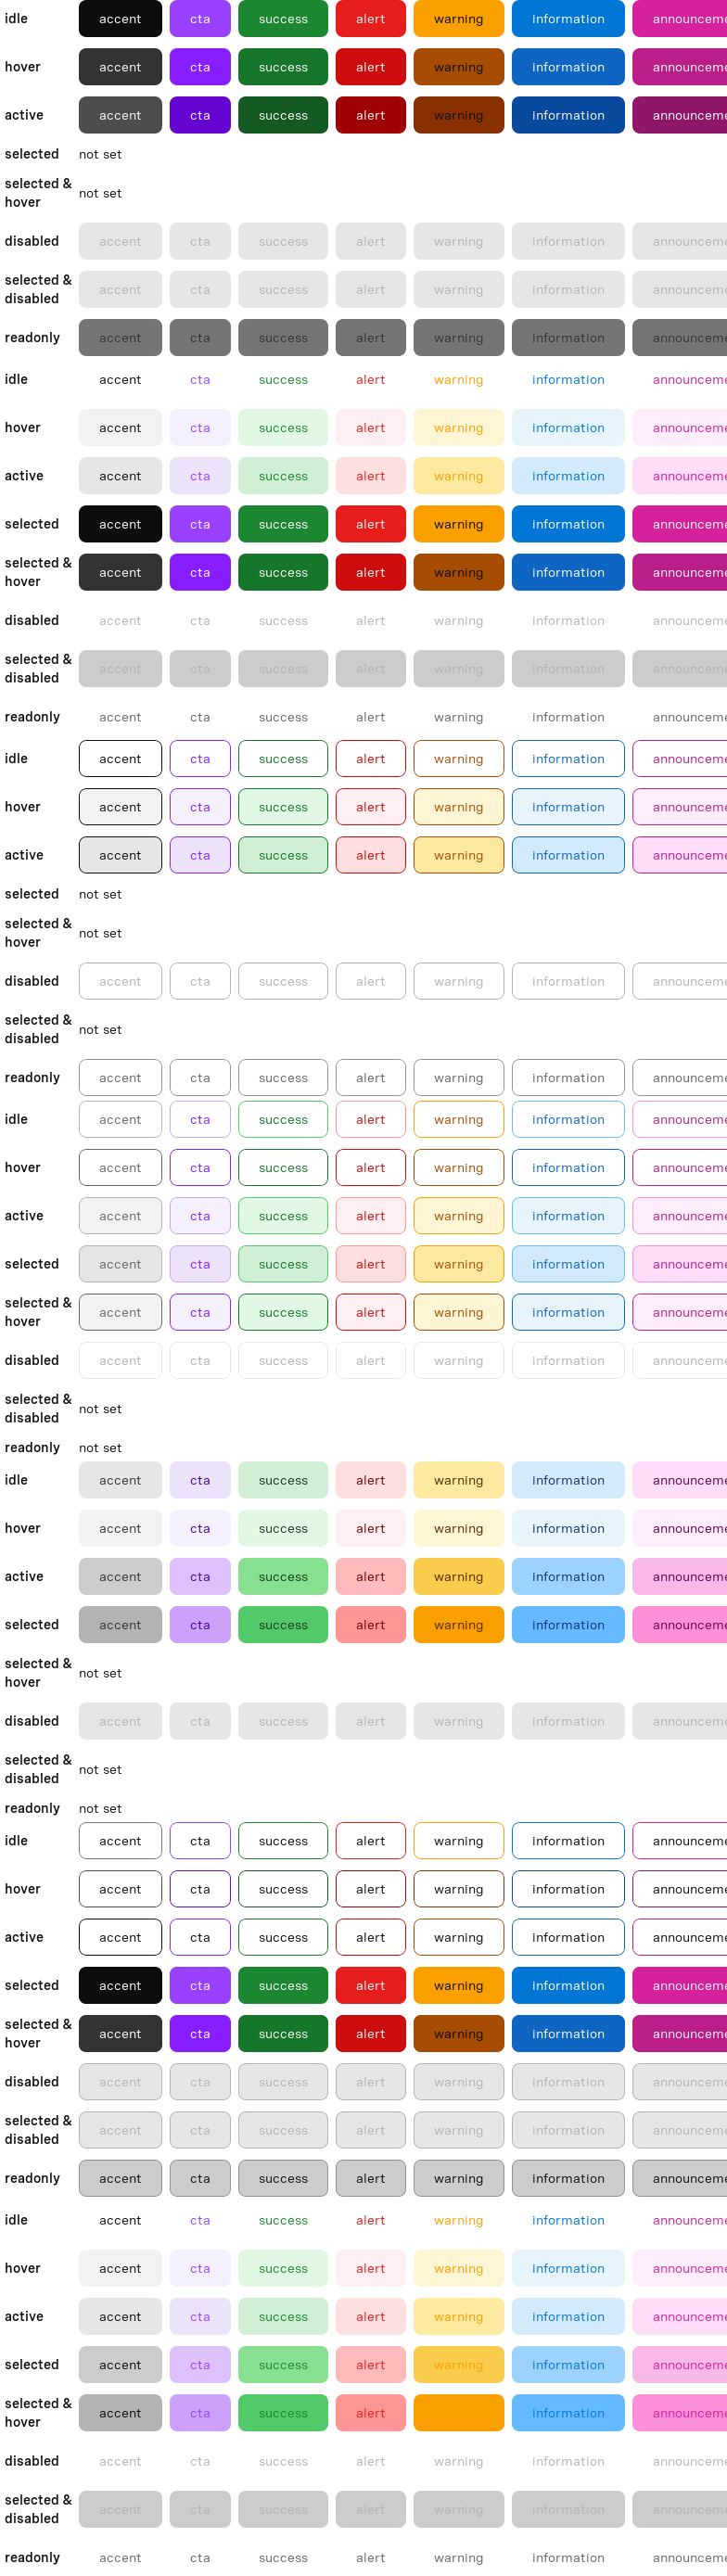 idle accent cta success alert warning information announceme
hover accent cta success alert warning information announceme
active accent cta success alert warning information announceme
selected not set
selected &
hover not set
disabled accent cta success alert warning information announceme
selected &
disabled accent cta success alert warning information announceme
readonly accent cta success alert warning information announceme
idle accent cta success alert warning information announceme
hover accent cta success alert warning information announceme
active accent cta success alert warning information announceme
selected accent cta success alert warning information announceme
selected &
hover accent cta success alert warning information announceme
disabled accent cta success alert warning information announceme
selected &
disabled accent cta success alert warning information announceme
readonly accent cta success alert warning information announceme
idle accent cta success alert warning information announceme
hover accent cta success alert warning information announceme
active accent cta success alert warning information announceme
selected not set
selected &
hover not set
disabled accent cta success alert warning information announceme
selected &
disabled not set
readonly accent cta success alert warning information announceme
idle accent cta success alert warning information announceme
hover accent cta success alert warning information announceme
active accent cta success alert warning information announceme
selected accent cta success alert warning information announceme
selected &
hover accent cta success alert warning information announceme
disabled accent cta success alert warning information announceme
selected &
disabled not set
readonly not set
idle accent cta success alert warning information announceme
hover accent cta success alert warning information announceme
active accent cta success alert warning information announceme
selected accent cta success alert warning information announceme
selected &
hover not set
disabled accent cta success alert warning information announceme
selected &
disabled not set
readonly not set
idle accent cta success alert warning information announceme
hover accent cta success alert warning information announceme
active accent cta success alert warning information announceme
selected accent cta success alert warning information announceme
selected &
hover accent cta success alert warning information announceme
disabled accent cta success alert warning information announceme
selected &
disabled accent cta success alert warning information announceme
readonly accent cta success alert warning information announceme
idle accent cta success alert warning information announceme
hover accent cta success alert warning information announceme
active accent cta success alert warning information announceme
selected accent cta success alert warning information announceme
selected &
hover accent cta success alert information announceme
disabled accent cta success alert warning information announceme
selected &
disabled accent cta success alert warning information announceme
readonly accent cta success alert warning information announceme